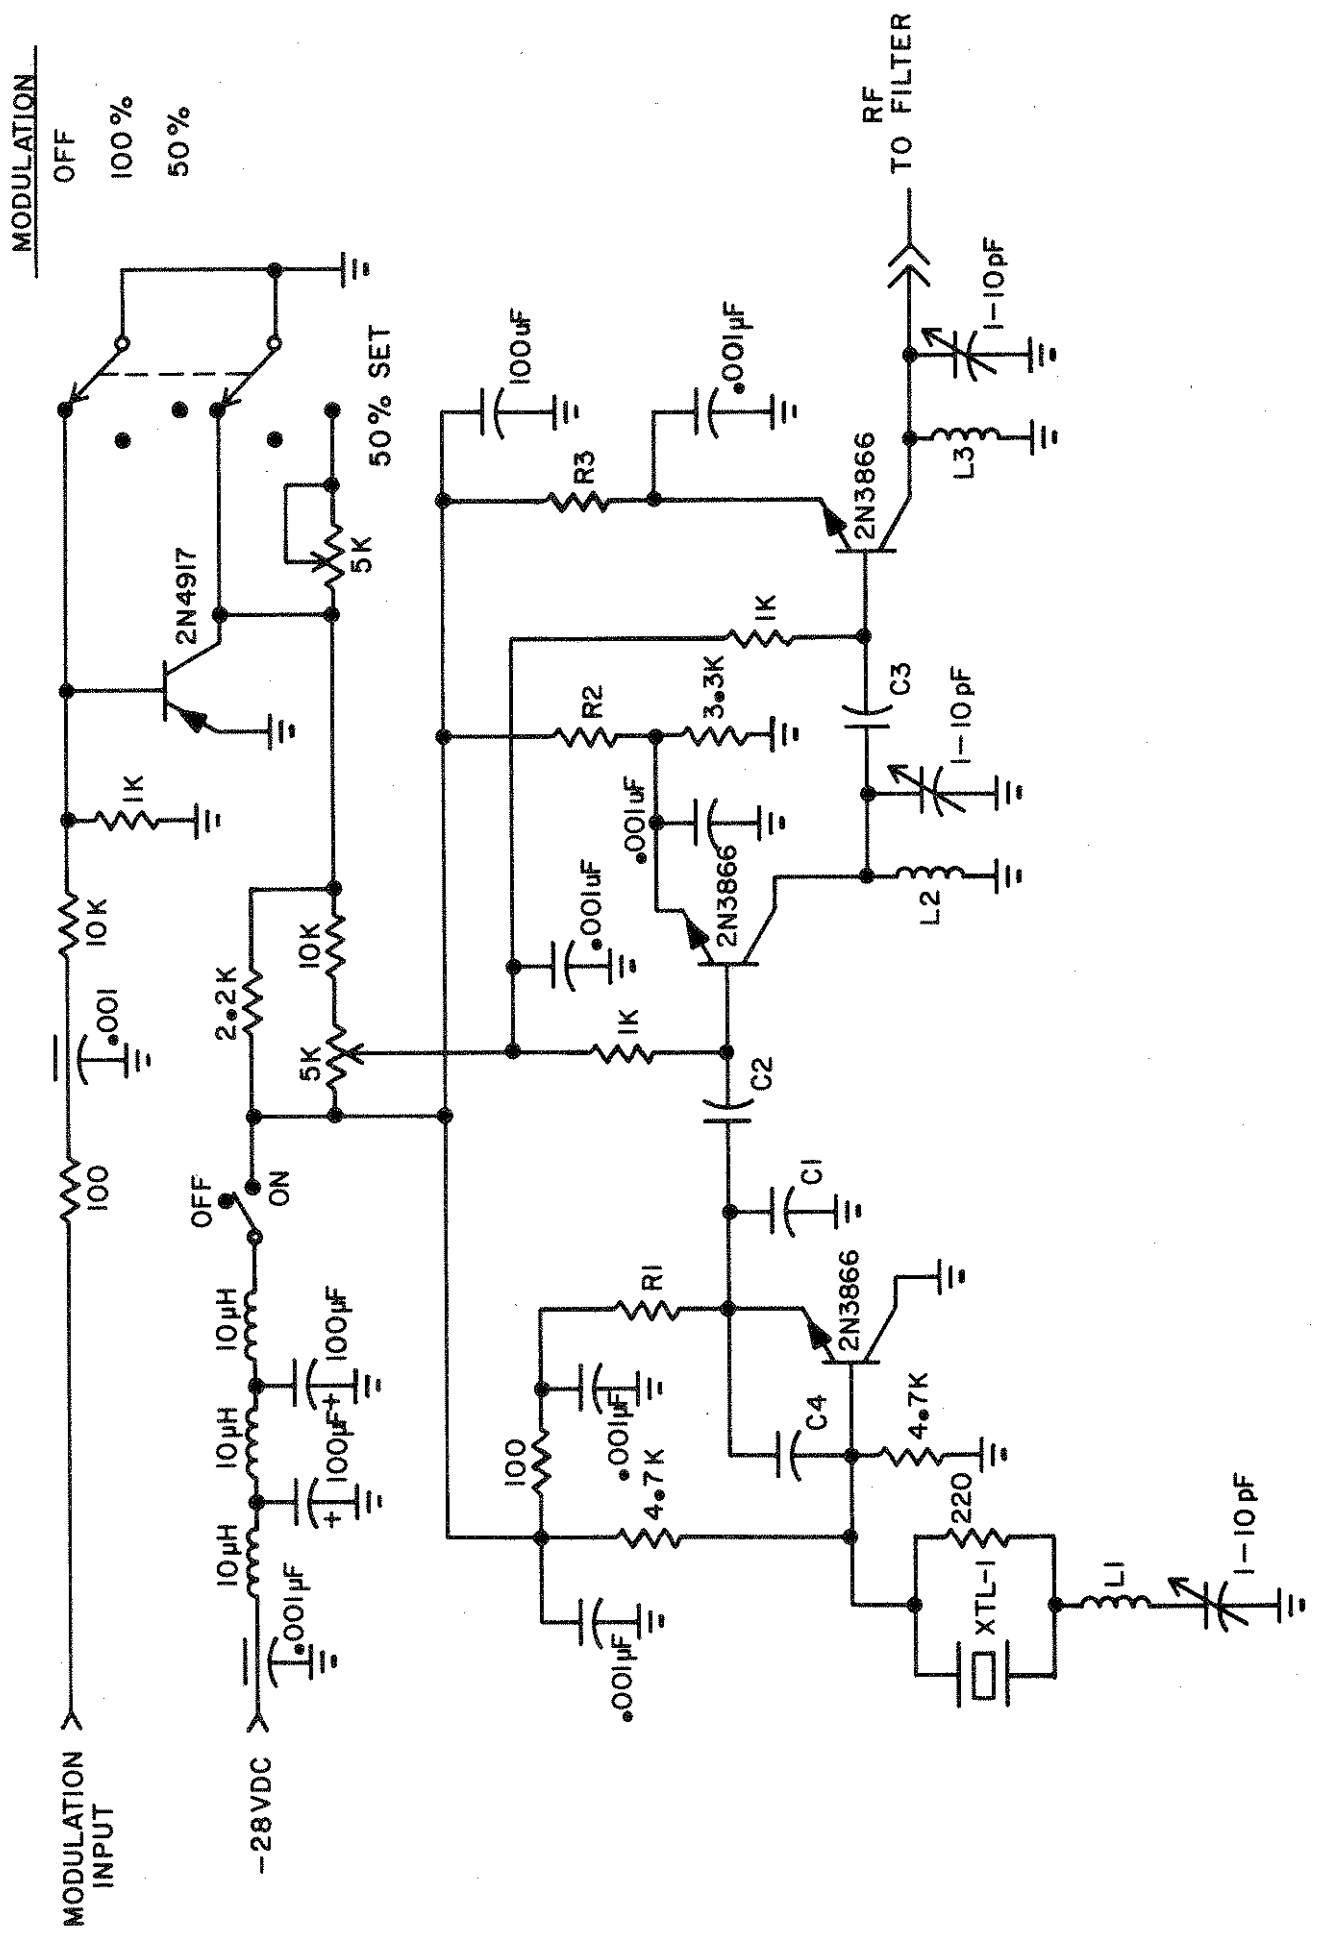 MODULATION
OFF
100%
50%
MODULATION
INPUT
100
.001
10K
1K
2N4917
-28VDC
.001µF
10µH
100µF
+
10µH
100µF
+
10µH
OFF
ON
2.2K
5K
10K
5K
50% SET
.001µF
100
4.7K
.001µF
R1
C4
2N3866
4.7K
XTL-1
220
L1
1-10pF
C1
C2
1K
.001uF
2N3866
.001uF
R2
3.3K
L2
1-10pF
C3
1K
100uF
R3
.001µF
2N3866
L3
1-10pF
RF
TO FILTER